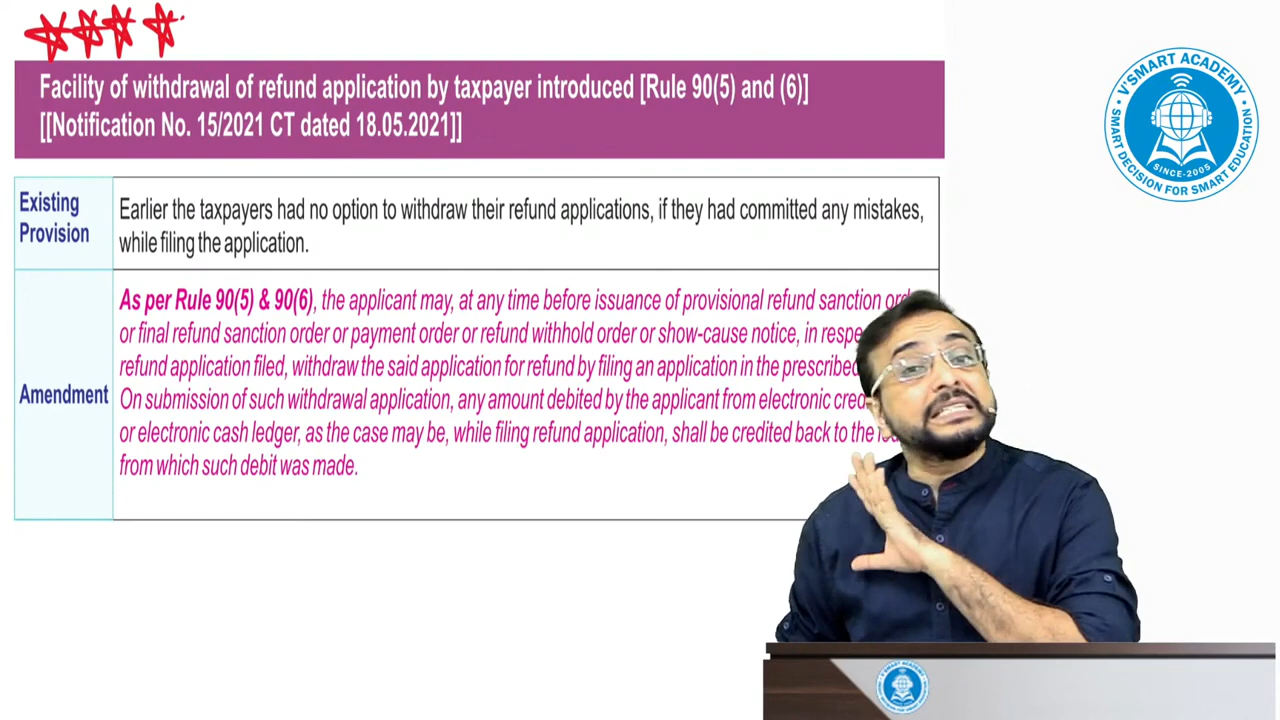 Facility of withdrawal of refund application by taxpayer introduced [Rule 90(5) and (6)]
[[Notification No. 15/2021 CT dated 18.05.2021]]
Existing
Provision
Earlier the taxpayers had no option to withdraw their refund applications, if they had committed any mistakes,
while filing the application.
Amendment
As per Rule 90(5) & 90(6), the applicant may, at any time before issuance of provisional refund sanction
or final refund sanction order or payment order or refund withhold order or show-cause notice, in
refund application filed, withdraw the said application for refund by filing an application in the prescribed
On submission of such withdrawal application, any amount debited by the applicant from electronic
or electronic cash ledger, as the case may be, while filing refund application, shall be credited back to the
from which such debit was made.
V'SMART ACADEMY
SINCE-2005
SMART DECISION FOR SMART EDUCATION
V'SMART ACADEMY